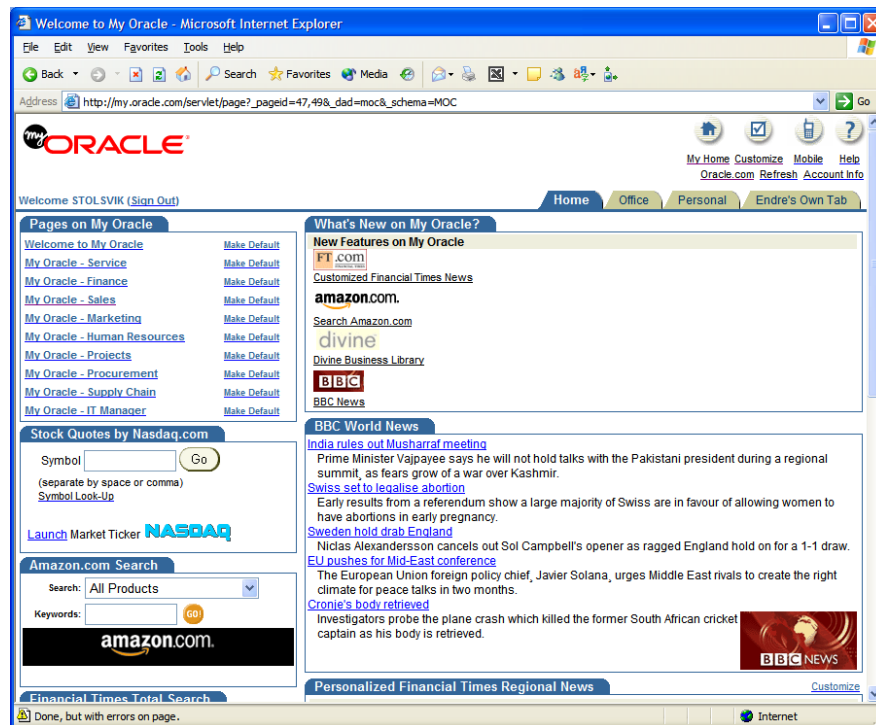 Welcome to My Oracle - Microsoft Internet Explorer
File Edit View Favorites Tools Help
Back Search Favorites Media
Address http://my.oracle.com/servlet/page?_pageid=47,49&_dad=moc&_schema=MOC Go
my ORACLE
My Home Customize Mobile Help
Oracle.com Refresh Account Info
Welcome STOLSVIK (Sign Out)
Home Office Personal Endre's Own Tab
Pages on My Oracle
Welcome to My Oracle Make Default
My Oracle - Service Make Default
My Oracle - Finance Make Default
My Oracle - Sales Make Default
My Oracle - Marketing Make Default
My Oracle - Human Resources Make Default
My Oracle - Projects Make Default
My Oracle - Procurement Make Default
My Oracle - Supply Chain Make Default
My Oracle - IT Manager Make Default
Stock Quotes by Nasdaq.com
Symbol Go
(separate by space or comma)
Symbol Look-Up
Launch Market Ticker NASDAQ
Amazon.com Search
Search: All Products
Keywords: GO!
amazon.com.
Financial Times Total Search
What's New on My Oracle?
New Features on My Oracle
FT.com
FINANCIAL TIMES
Customized Financial Times News
amazon.com.
Search Amazon.com
divine
Divine Business Library
BBC
BBC News
BBC World News
India rules out Musharraf meeting
Prime Minister Vajpayee says he will not hold talks with the Pakistani president during a regional
summit, as fears grow of a war over Kashmir.
Swiss set to legalise abortion
Early results from a referendum show a large majority of Swiss are in favour of allowing women to
have abortions in early pregnancy.
Sweden hold drab England
Niclas Alexandersson cancels out Sol Campbell's opener as ragged England hold on for a 1-1 draw.
EU pushes for Mid-East conference
The European Union foreign policy chief, Javier Solana, urges Middle East rivals to create the right
climate for peace talks in two months.
Cronje's body retrieved
Investigators probe the plane crash which killed the former South African cricket
captain as his body is retrieved.
BBC NEWS
Personalized Financial Times Regional News Customize
Done, but with errors on page. Internet